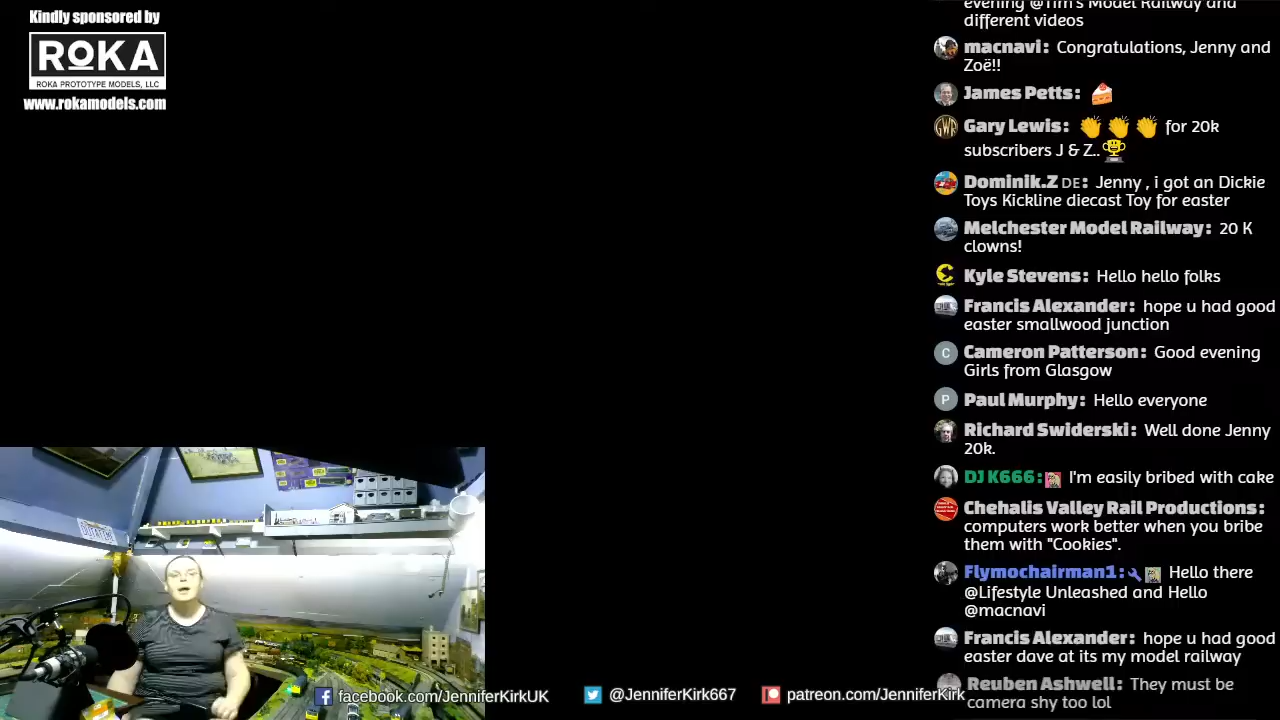 Kindly sponsored by
ROKA
ROKA PROTOTYPE MODELS, LLC
www.rokamodels.com
evening @Tim's Model Railway and
different videos
macnavi: Congratulations, Jenny and
Zoë!!
James Petts: 🍰
Gary Lewis: 👏 👏 👏 for 20k
subscribers J & Z.. 🏆
Dominik.Z DE: Jenny , i got an Dickie
Toys Kickline diecast Toy for easter
Melchester Model Railway: 20 K
clowns!
Kyle Stevens: Hello hello folks
Francis Alexander: hope u had good
easter smallwood junction
Cameron Patterson: Good evening
Girls from Glasgow
Paul Murphy: Hello everyone
Richard Swiderski: Well done Jenny
20k.
DJ K666: I'm easily bribed with cake
Chehalis Valley Rail Productions:
computers work better when you bribe
them with "Cookies".
Flymochairman1: Hello there
@Lifestyle Unleashed and Hello
@macnavi
Francis Alexander: hope u had good
easter dave at its my model railway
Reuben Ashwell: They must be
camera shy too lol
facebook.com/JenniferKirkUK
@JenniferKirk667
patreon.com/JenniferKirk